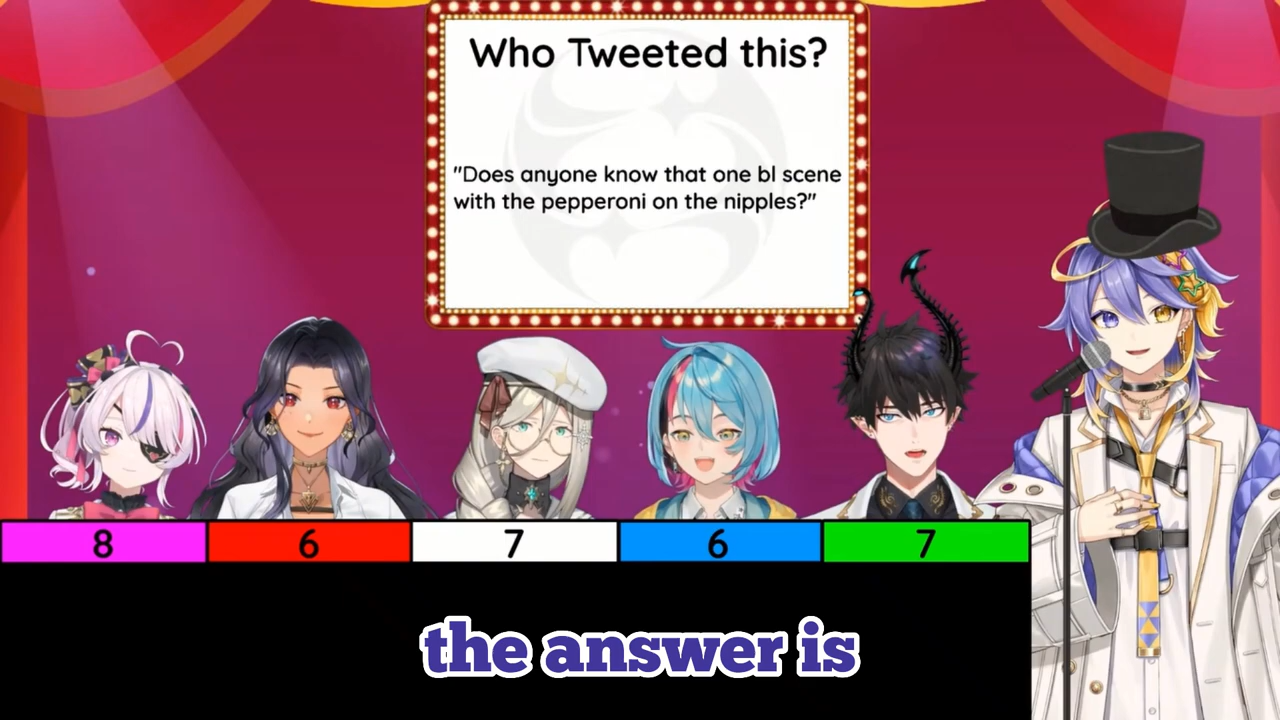 Who Tweeted this?
"Does anyone know that one bl scene
with the pepperoni on the nipples?"
8 6 7 6 7
the answer is